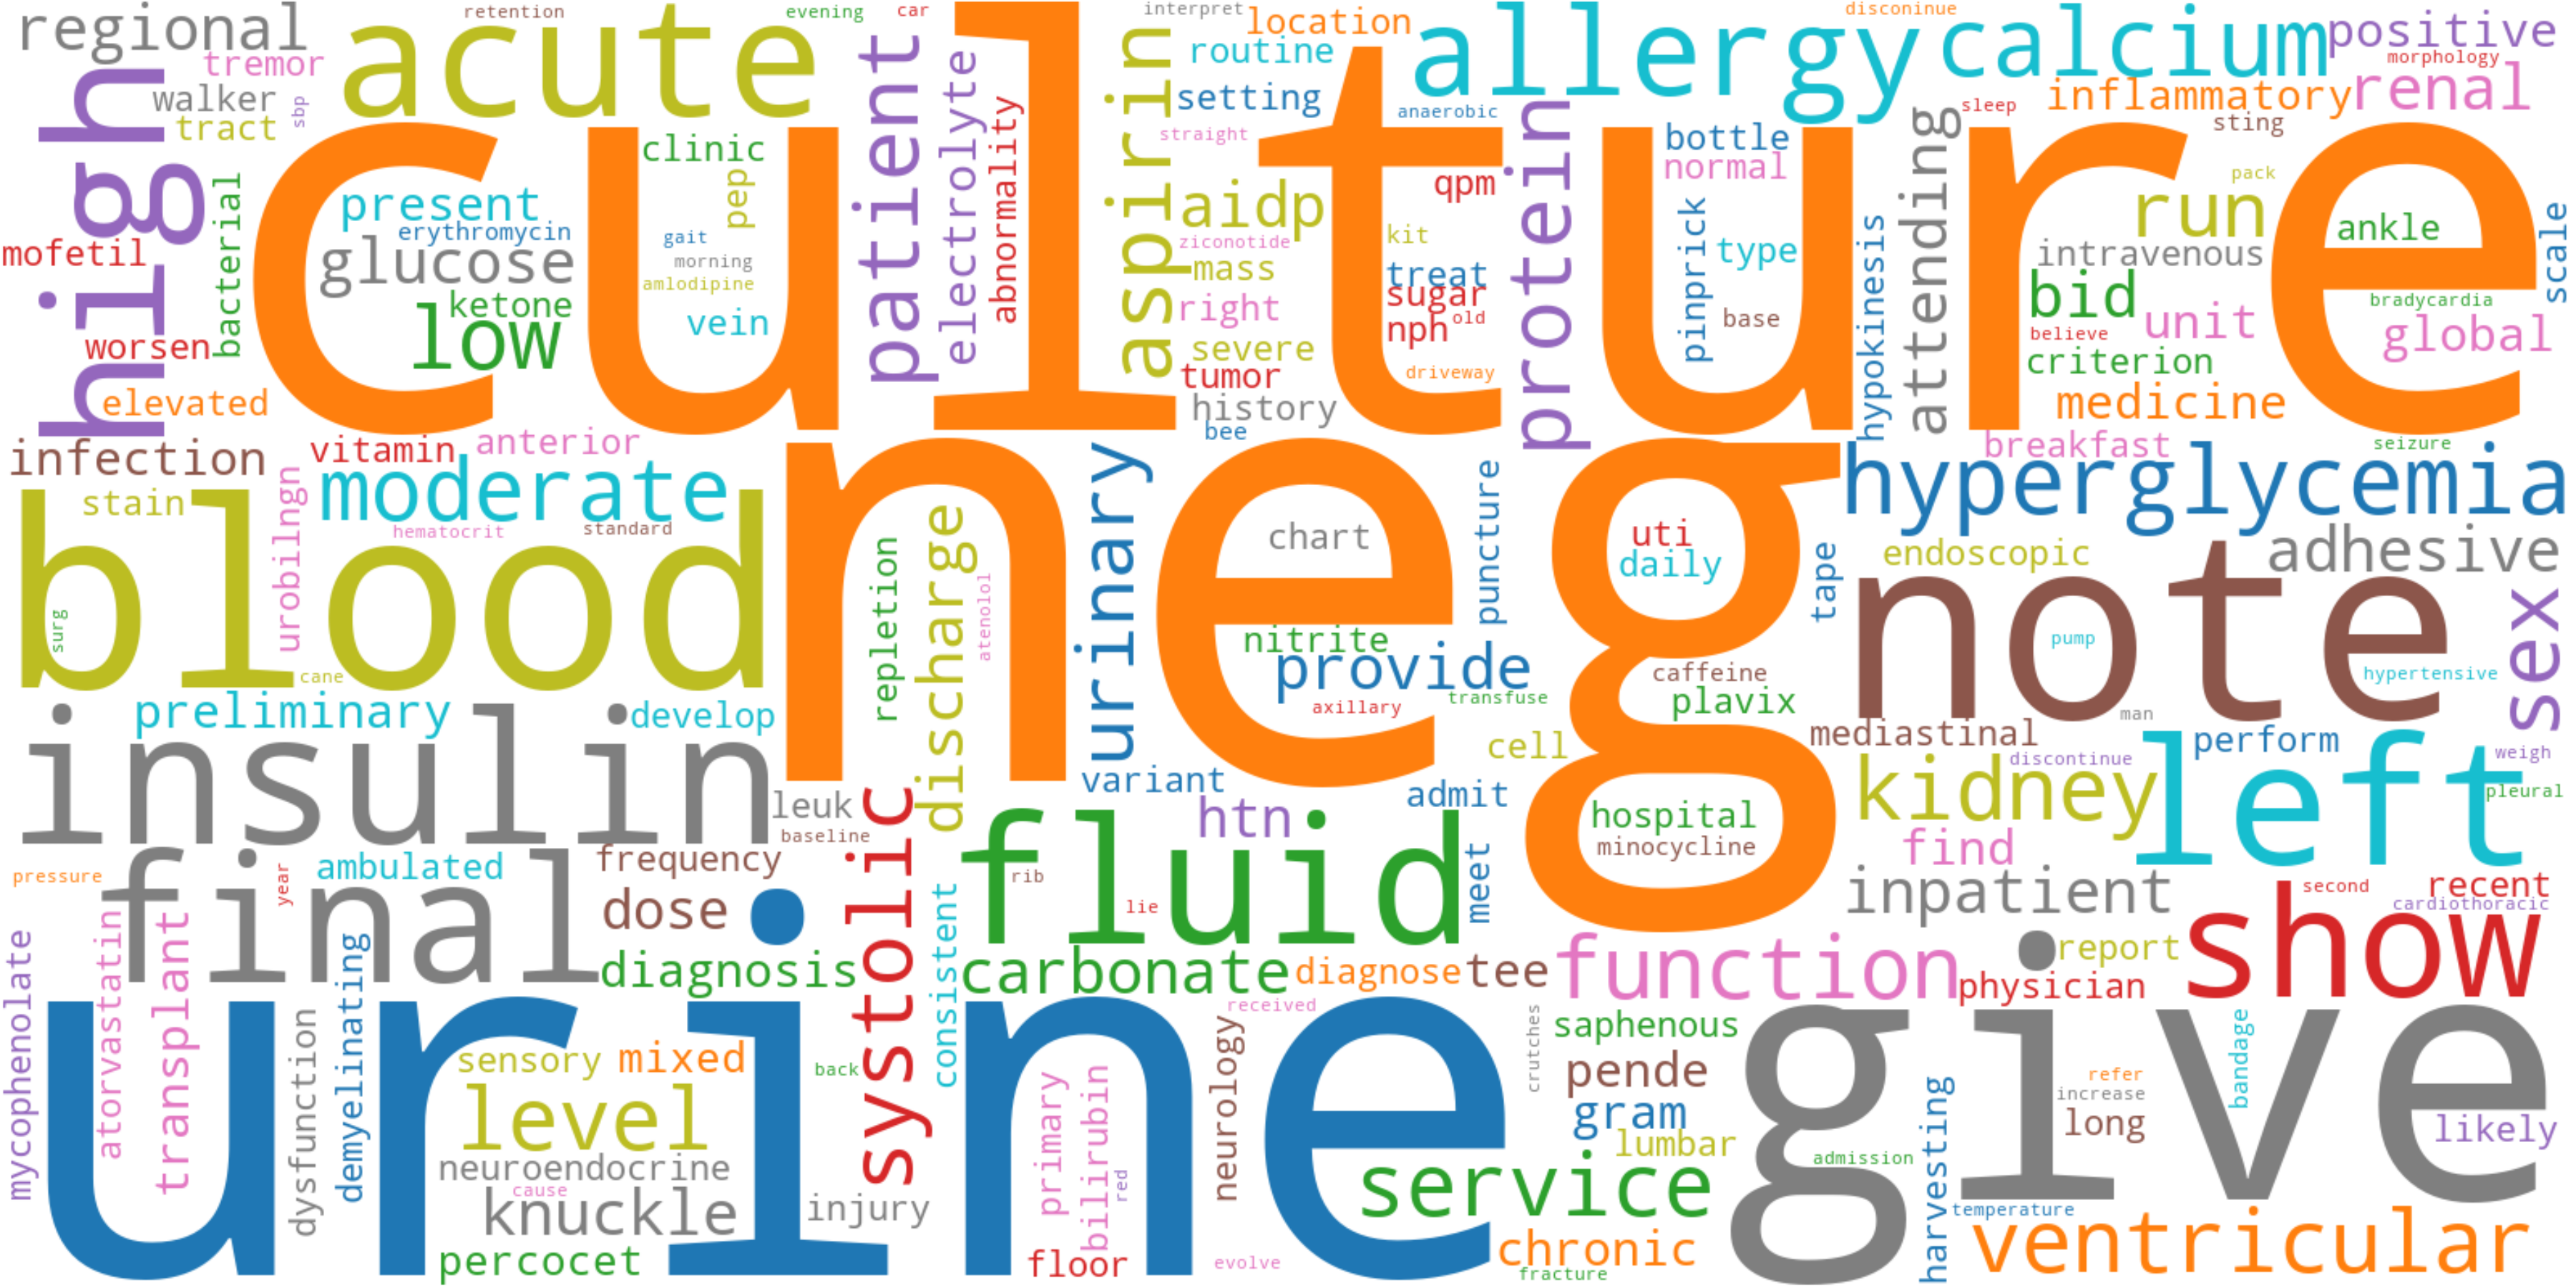 regional
retention
evening
car
interpret
location
disconinue
positive
tremor
acute
patient
routine
allergy
calcium
morphology
high
walker
sbp
electrolyte
abnormality
aspirin
setting
anaerobic
sleep
inflammatory
renal
tract
straight
protein
bottle
attending
sting
culture
clinic
normal
bacterial
present
pep
aidp
qpm
pinprick
pack
run
ankle
scale
mofetil
erythromycin
gait
ziconotide
kit
type
hypokinesis
intravenous
glucose
morning
mass
treat
bid
amlodipine
sugar
bradycardia
ketone
right
old
base
unit
low
vein
nph
believe
global
worsen
severe
criterion
tumor
driveway
elevated
history
medicine
bee
infection
vitamin
anterior
breakfast
seizure
moderate
neg
urinary
puncture
hyperglycemia
stain
urobilngn
hematocrit
standard
discharge
chart
uti
blood
repletion
daily
tape
endoscopic
adhesive
surg
atenolol
nitrite
note
sex
provide
pump
cane
caffeine
hypertensive
preliminary
develop
axillary
transfuse
plavix
man
insulin
cell
mediastinal
perform
variant
admit
kidney
discontinue
left
weigh
leuk
htn
hospital
pleural
baseline
systolic
fluid
minocycline
find
final
ambulated
frequency
meet
pressure
year
rib
inpatient
second
recent
dose
lie
cardiothoracic
mycophenolate
atorvastatin
transplant
demyelinating
consistent
report
show
diagnosis
carbonate
diagnose
tee
function
physician
urine
received
crutches
saphenous
give
dysfunction
sensory
mixed
back
neurology
pende
bandage
refer
level
primary
bilirubin
gram
increase
harvesting
long
likely
lumbar
neuroendocrine
red
service
admission
cause
knuckle
injury
temperature
percocet
floor
evolve
chronic
fracture
ventricular